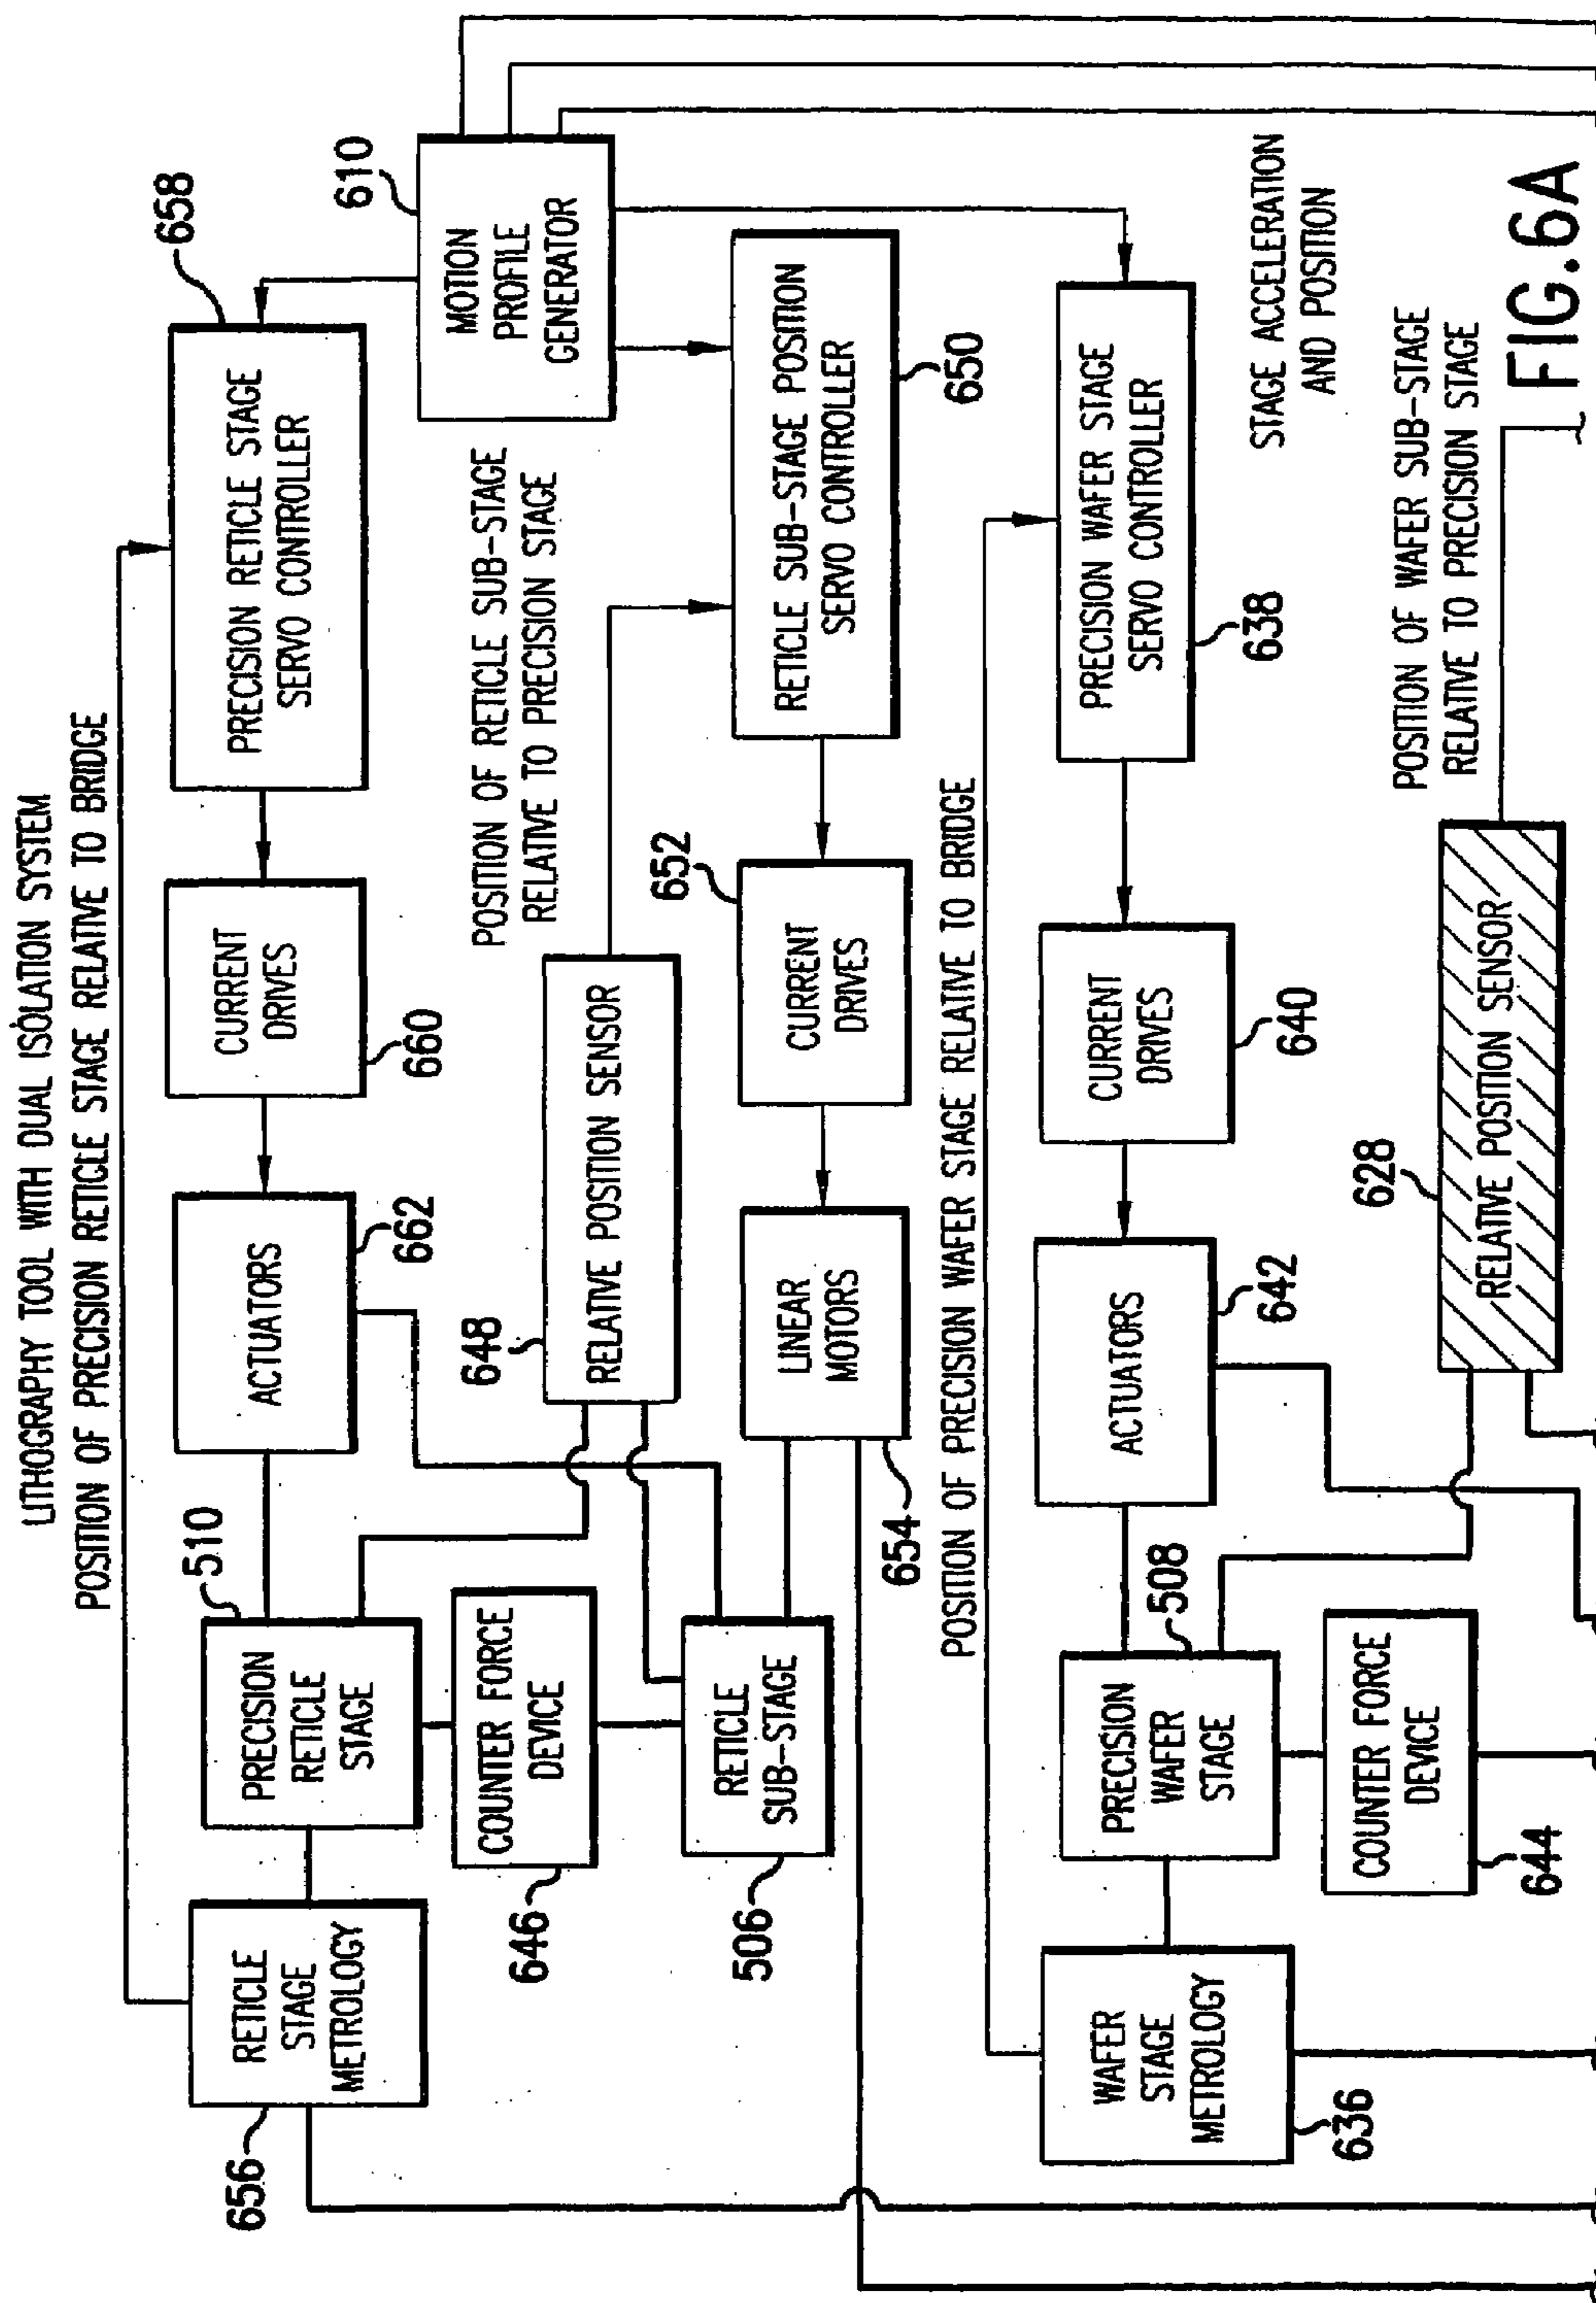 LITHOGRAPHY TOOL WITH DUAL ISOLATION SYSTEM
POSITION OF PRECISION RETICLE STAGE RELATIVE TO BRIDGE
656
RETICLE
STAGE
METROLOGY
510
PRECISION
RETICLE
STAGE
ACTUATORS
662
CURRENT
DRIVES
660
PRECISION RETICLE STAGE
SERVO CONTROLLER
658
610
MOTION
PROFILE
GENERATOR
646
COUNTER FORCE
DEVICE
648
RELATIVE POSITION SENSOR
POSITION OF RETICLE SUB-STAGE
RELATIVE TO PRECISION STAGE
506
RETICLE
SUB-STAGE
LINEAR
MOTORS
654
652
CURRENT
DRIVES
RETICLE SUB-STAGE POSITION
SERVO CONTROLLER
650
POSITION OF PRECISION WAFER STAGE RELATIVE TO BRIDGE
WAFER
STAGE
METROLOGY
636
508
PRECISION
WAFER
STAGE
ACTUATORS
642
CURRENT
DRIVES
640
PRECISION WAFER STAGE
SERVO CONTROLLER
638
STAGE ACCELERATION
AND POSITION
644
COUNTER FORCE
DEVICE
628
RELATIVE POSITION SENSOR
POSITION OF WAFER SUB-STAGE
RELATIVE TO PRECISION STAGE
FIG.6A